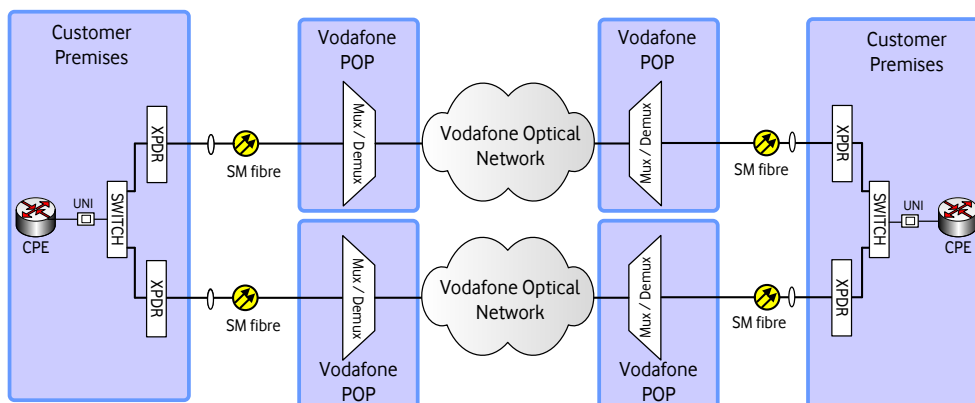 Customer
Premises
Vodafone
POP
Vodafone
POP
Customer
Premises
XPDR
SM fibre
Mux / Demux
Vodafone Optical
Network
Mux / Demux
SM fibre
XPDR
CPE
UNI
SWITCH
SWITCH
UNI
CPE
XPDR
SM fibre
Mux / Demux
Vodafone Optical
Network
Mux / Demux
SM fibre
XPDR
Vodafone
POP
Vodafone
POP